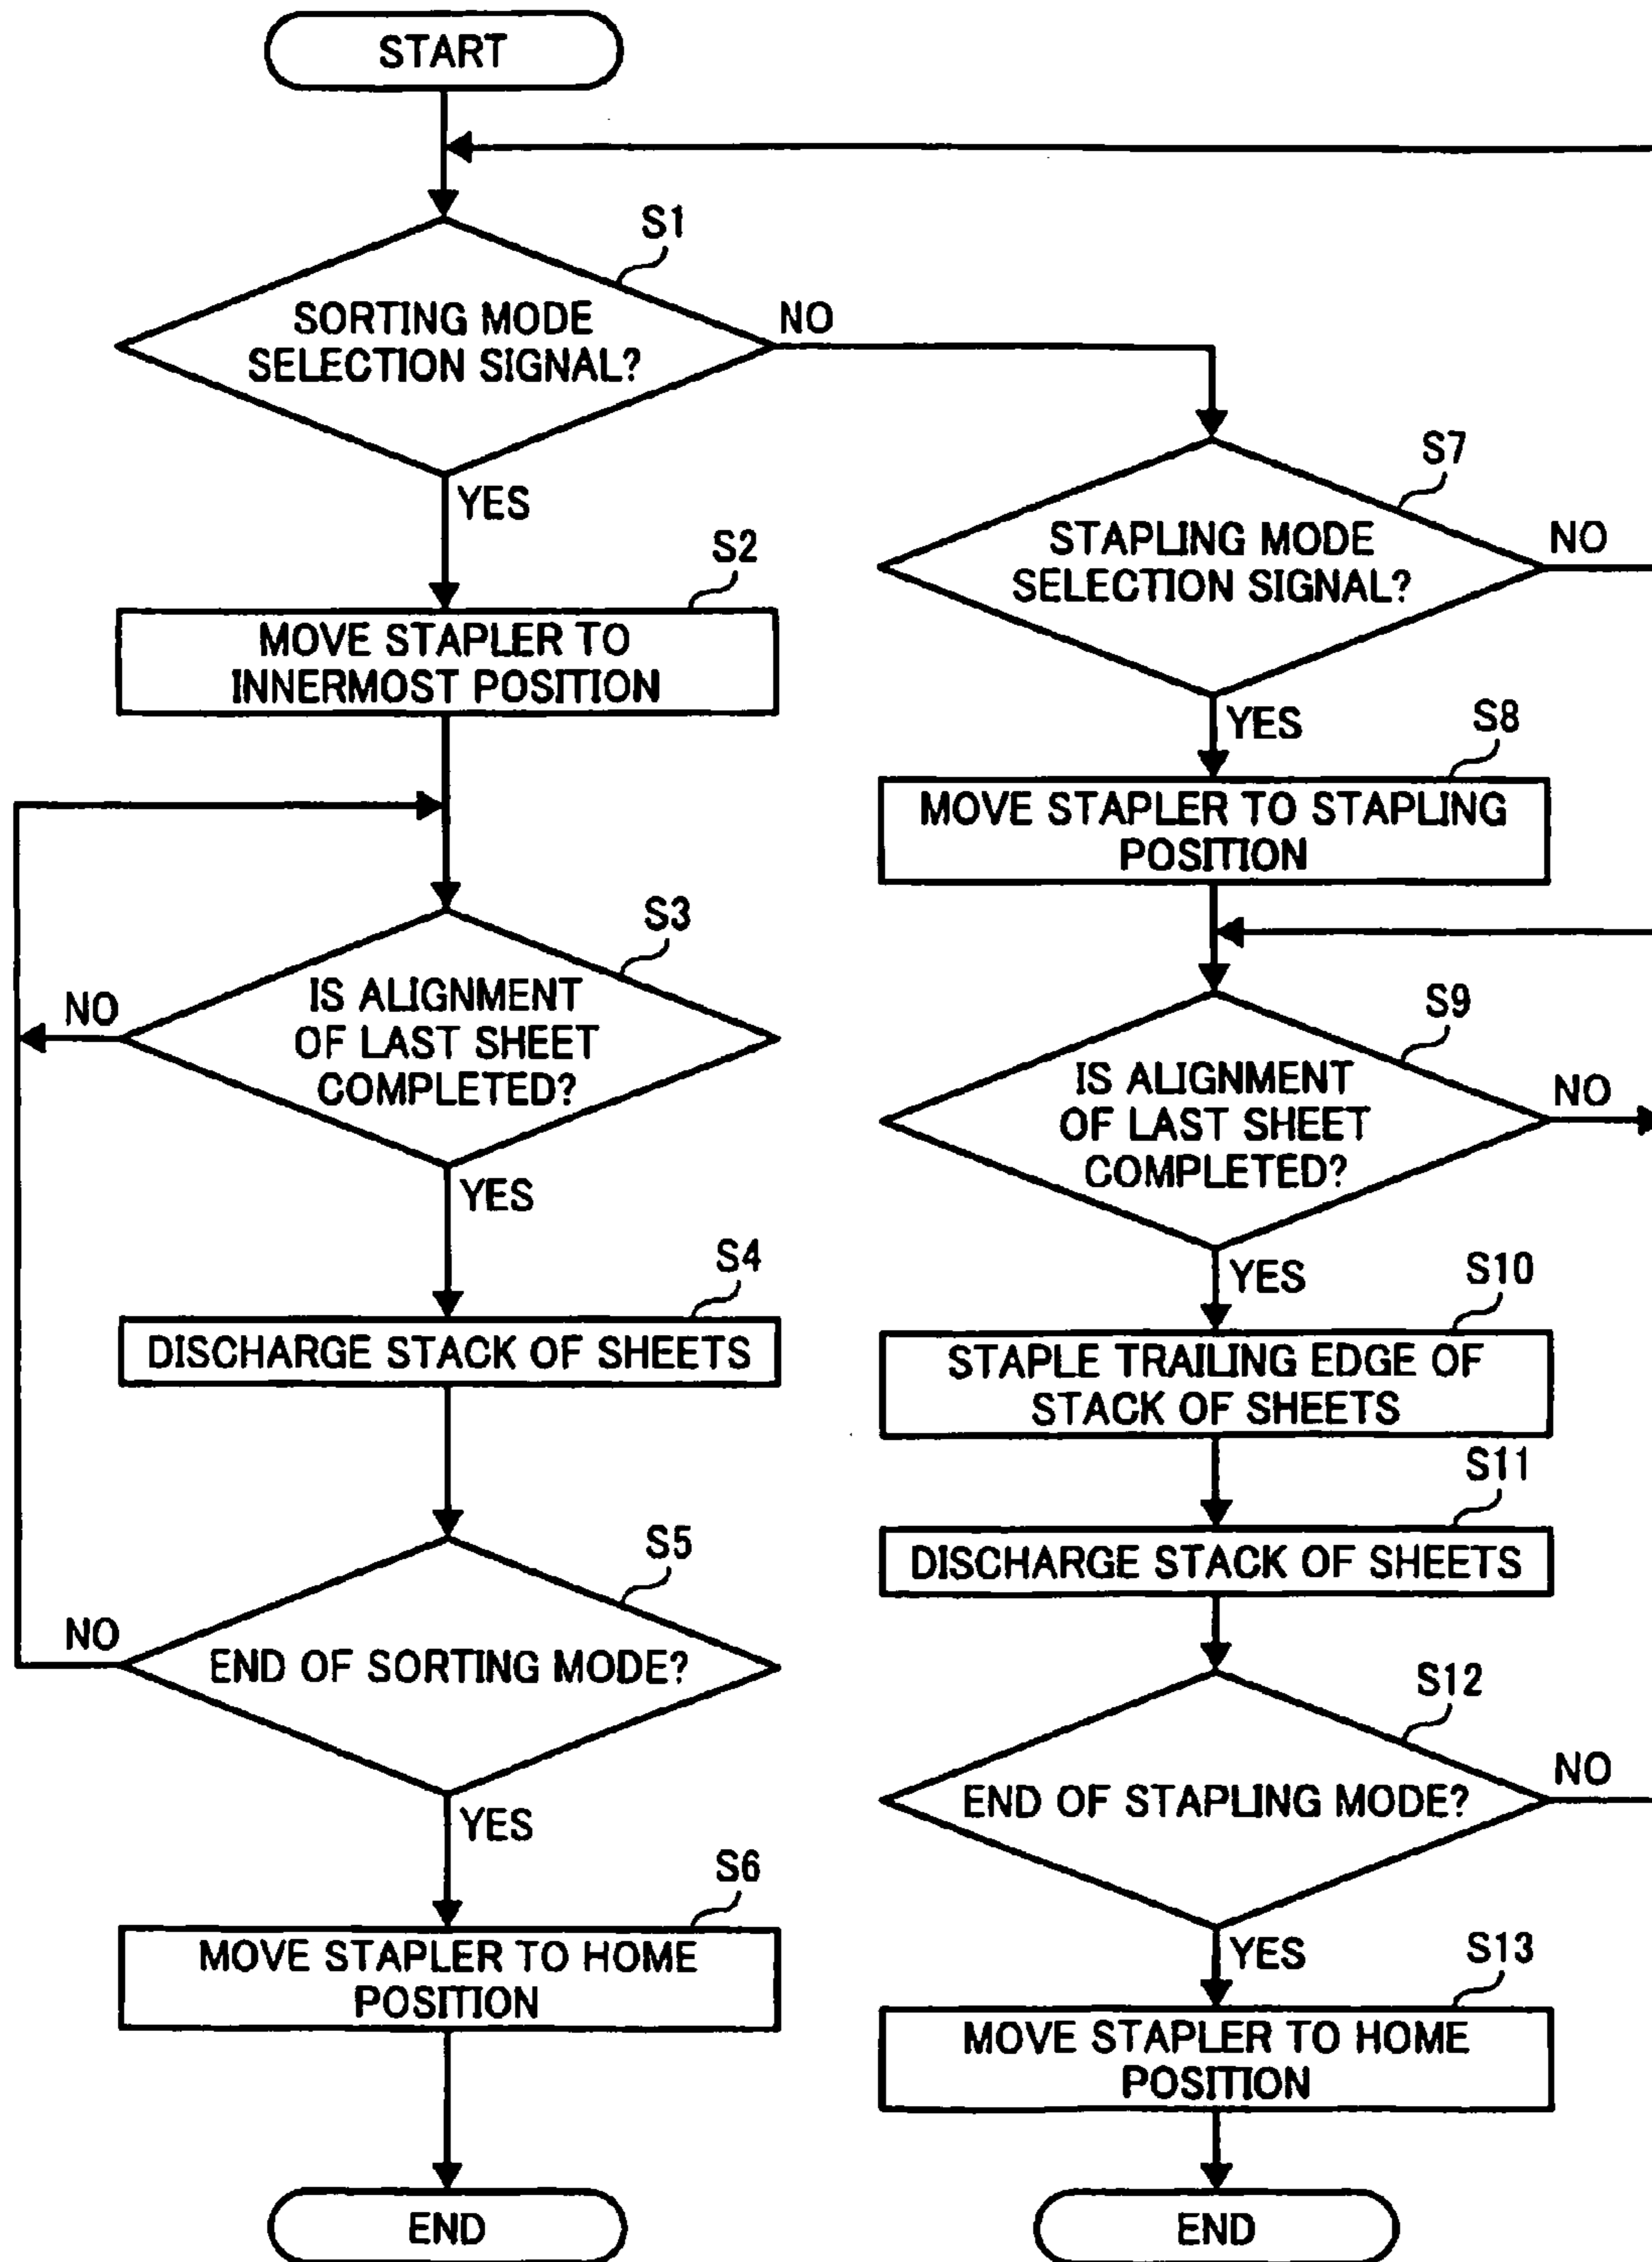 START
S1
SORTING MODE
SELECTION SIGNAL?
NO
YES
S2
MOVE STAPLER TO
INNERMOST POSITION
S3
IS ALIGNMENT
OF LAST SHEET
COMPLETED?
NO
YES
S4
DISCHARGE STACK OF SHEETS
S5
END OF SORTING MODE?
NO
YES
S6
MOVE STAPLER TO HOME
POSITION
END
S7
STAPLING MODE
SELECTION SIGNAL?
NO
YES
S8
MOVE STAPLER TO STAPLING
POSITION
S9
IS ALIGNMENT
OF LAST SHEET
COMPLETED?
NO
YES
S10
STAPLE TRAILING EDGE OF
STACK OF SHEETS
S11
DISCHARGE STACK OF SHEETS
S12
END OF STAPLING MODE?
NO
YES
S13
MOVE STAPLER TO HOME
POSITION
END